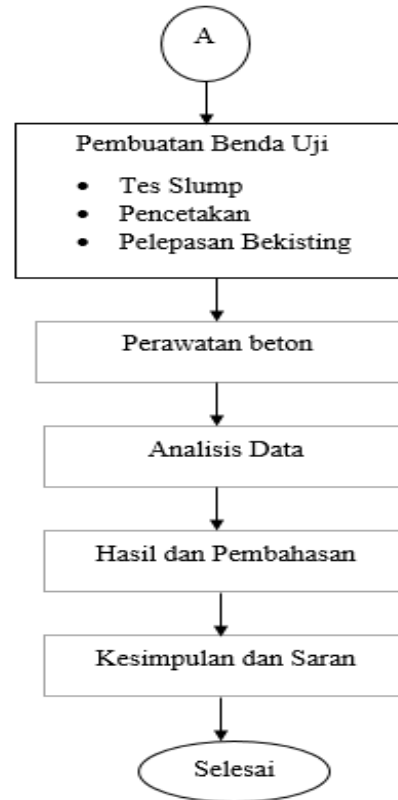 A
Pembuatan Benda Uji
• Tes Slump
• Pencetakan
• Pelepasan Bekisting
Perawatan beton
Analisis Data
Hasil dan Pembahasan
Kesimpulan dan Saran
Selesai